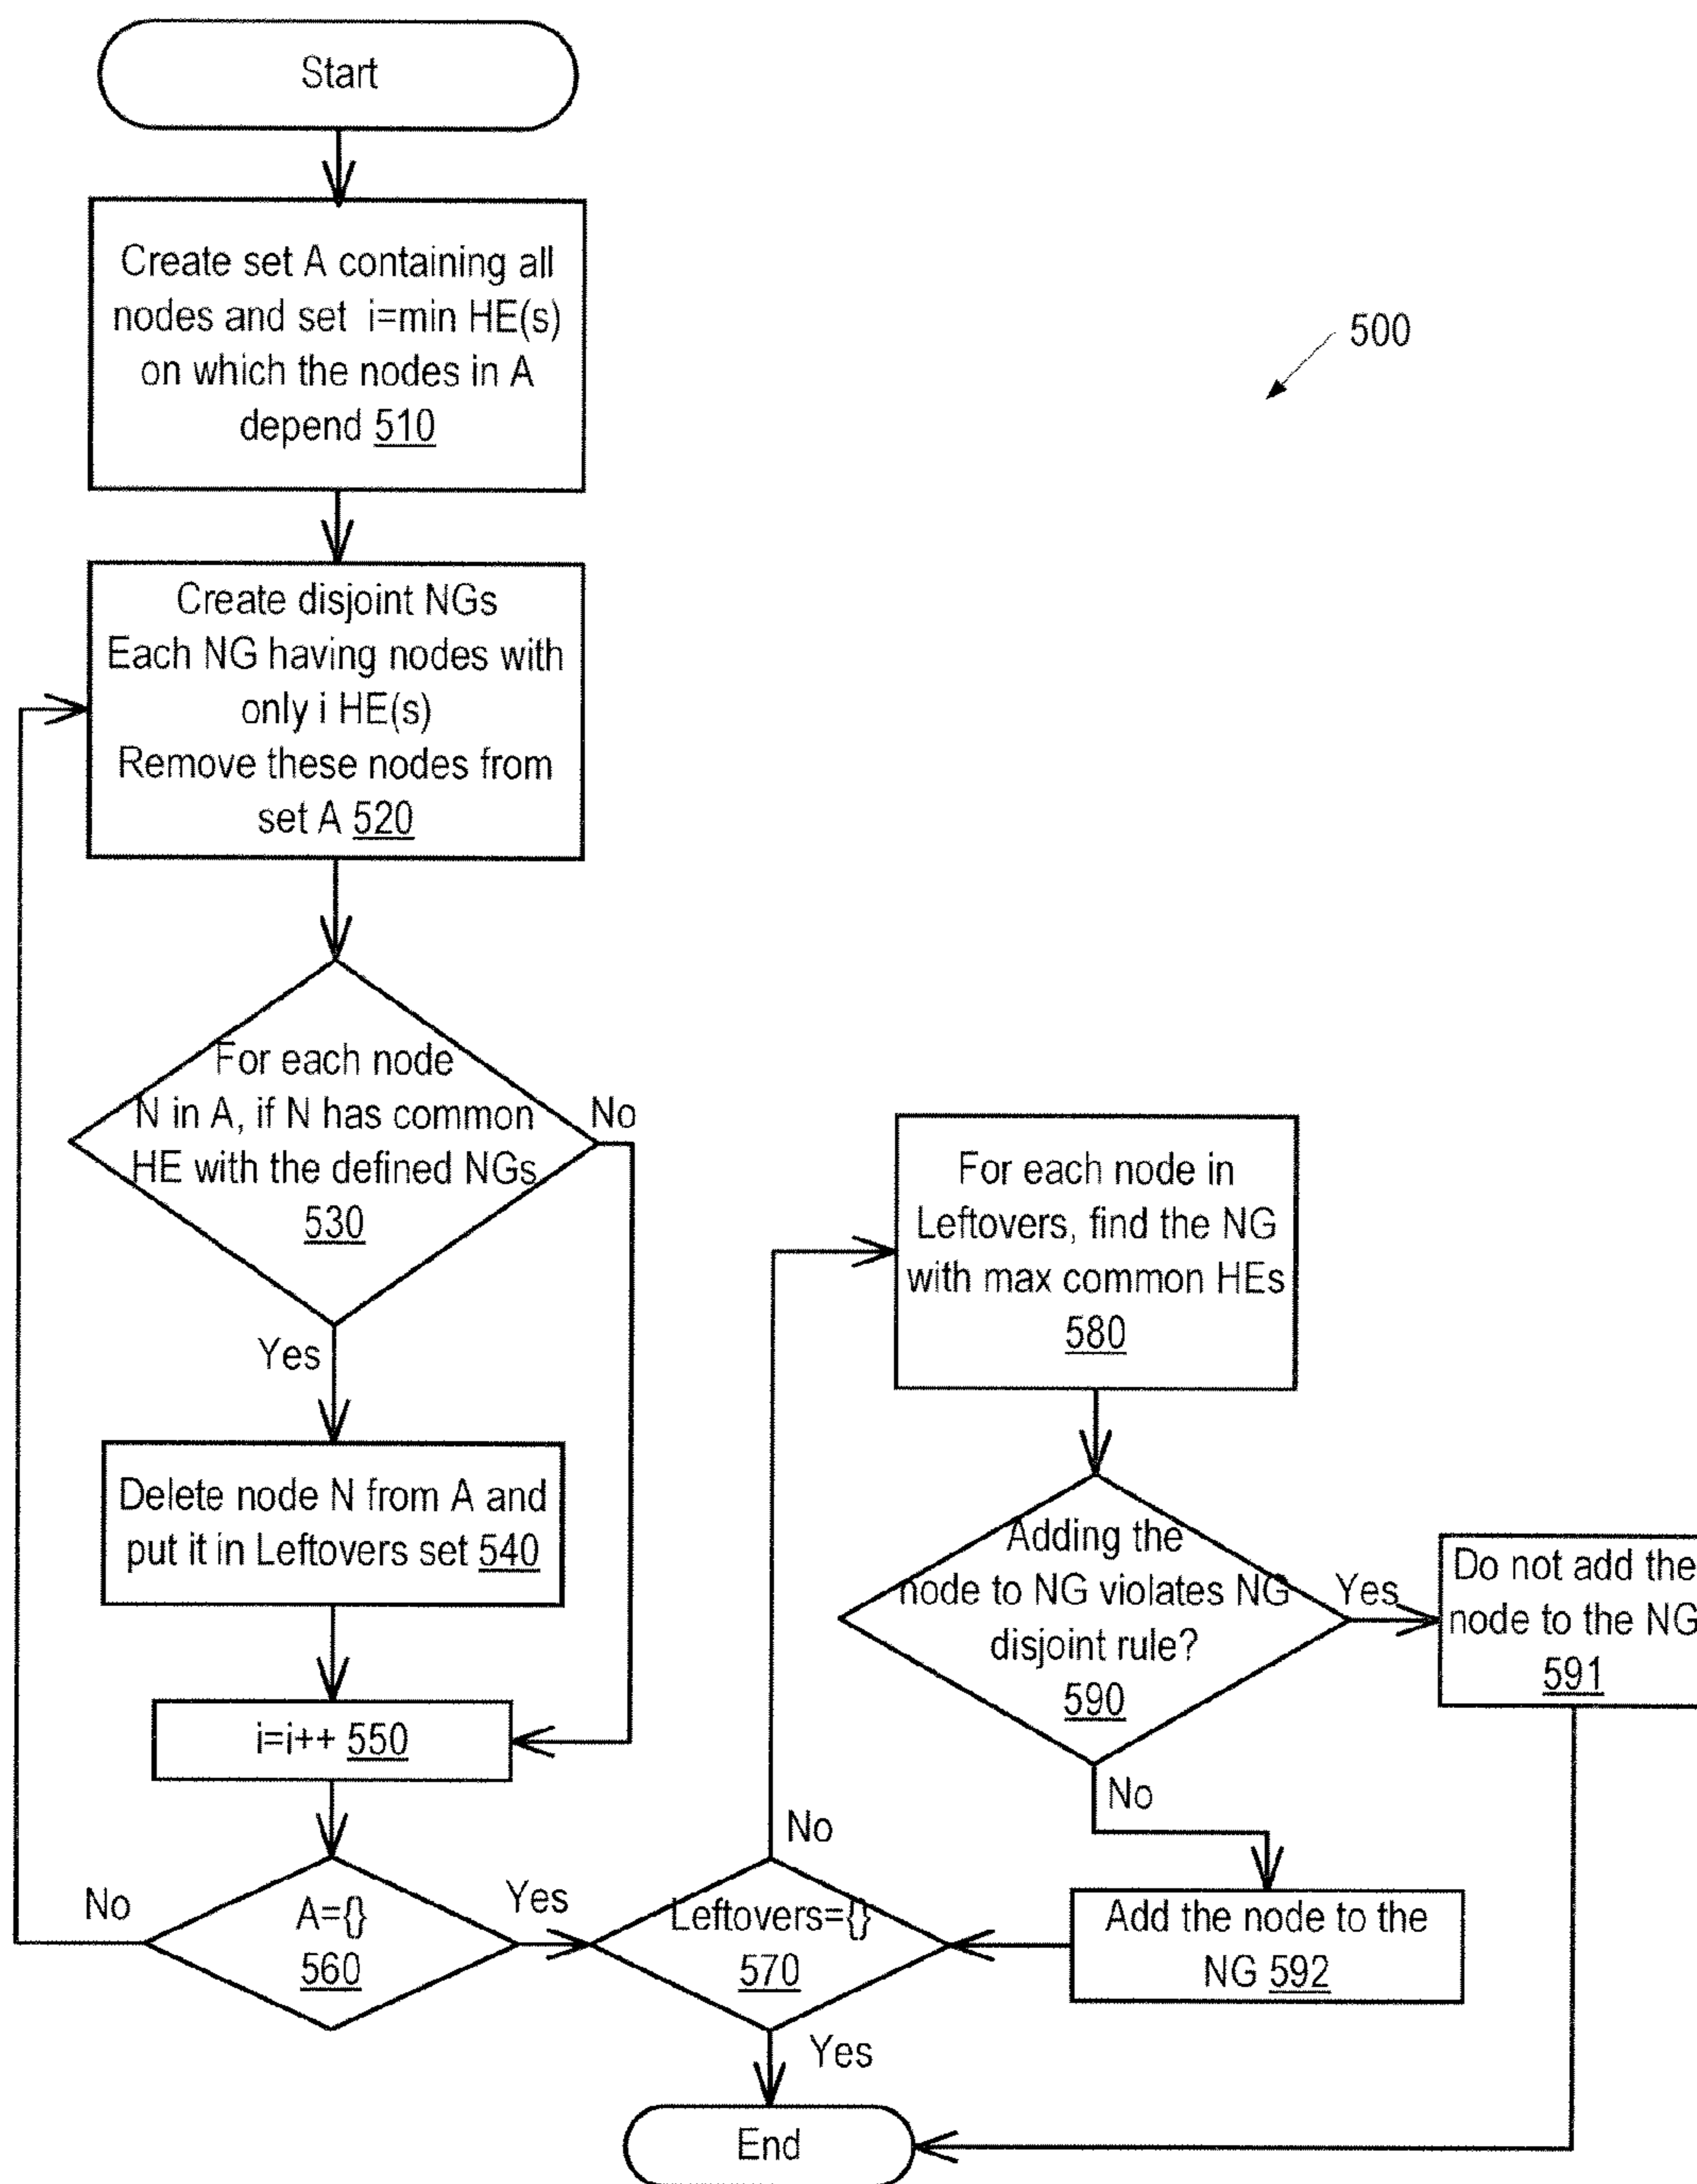 Start
Create set A containing all
nodes and set i=min HE(s)
on which the nodes in A
depend 510
500
Create disjoint NGs
Each NG having nodes with
only i HE(s)
Remove these nodes from
set A 520
For each node
N in A, if N has common
HE with the defined NGs
530
No
Yes
Delete node N from A and
put it in Leftovers set 540
i=i++ 550
A={}
560
No
Yes
Leftovers={}
570
No
Yes
For each node in
Leftovers, find the NG
with max common HEs
580
Adding the
node to NG violates NG
disjoint rule?
590
Yes
Do not add the
node to the NG
591
No
Add the node to the
NG 592
End